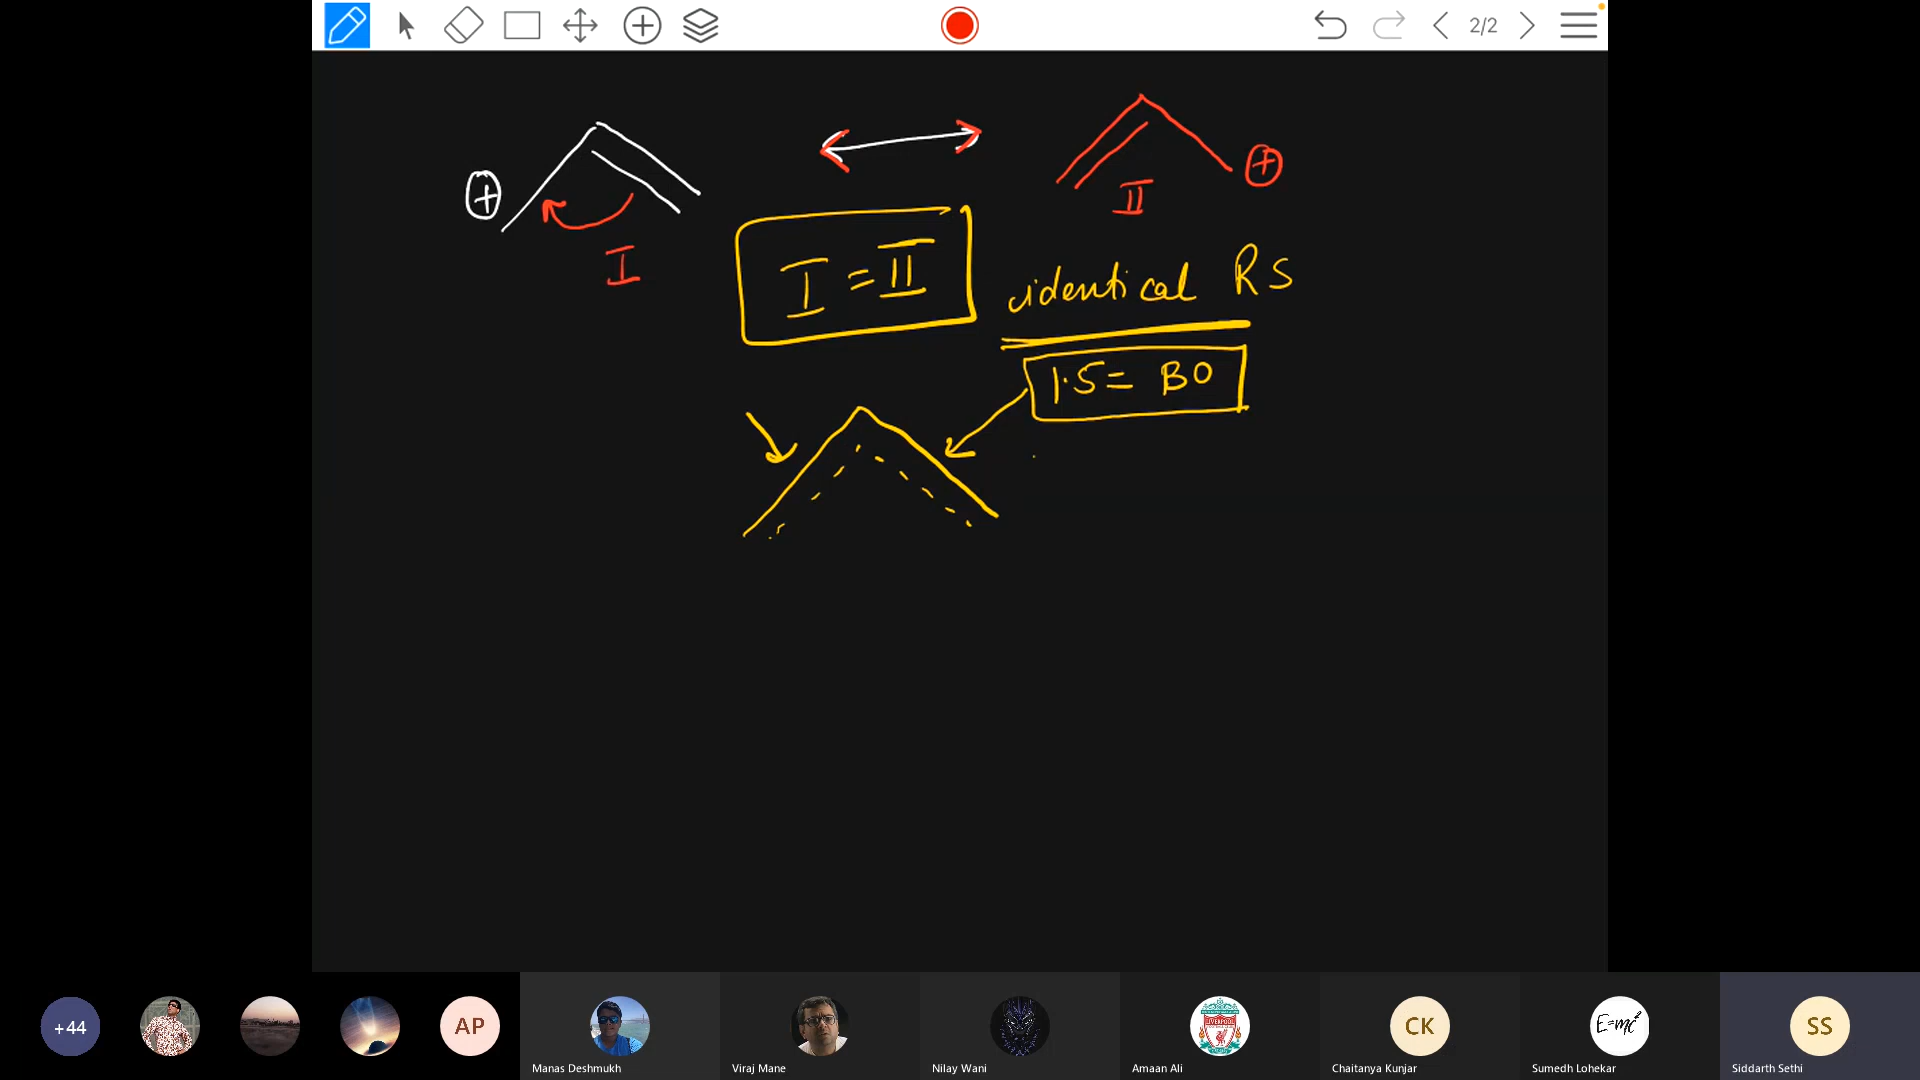 2/2
⊕
⊕
II
I
I = II
identical RS
1.5 = BO
+44
AP
CK
E=mc²
SS
LIVERPOOL
Manas Deshmukh
Viraj Mane
Nilay Wani
Amaan Ali
Chaitanya Kunjar
Sumedh Lohekar
Siddarth Sethi